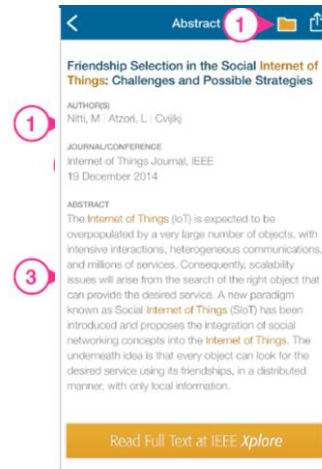 Abstract
1
Friendship Selection in the Social Internet of
Things: Challenges and Possible Strategies
AUTHOR(S)
1
Nitti, M | Atzori, L | Cvijikj
JOURNAL/CONFERENCE
Internet of Things Journal, IEEE
19 December 2014
ABSTRACT
The Internet of Things (IoT) is expected to be
overpopulated by a very large number of objects, with
intensive interactions, heterogeneous communications,
and millions of services. Consequently, scalability
3
issues will arise from the search of the right object that
can provide the desired service. A new paradigm
known as Social Internet of Things (SIoT) has been
introduced and proposes the integration of social
networking concepts into the Internet of Things. The
underneath idea is that every object can look for the
desired service using its friendships, in a distributed
manner, with only local information.
Read Full Text at IEEE Xplore